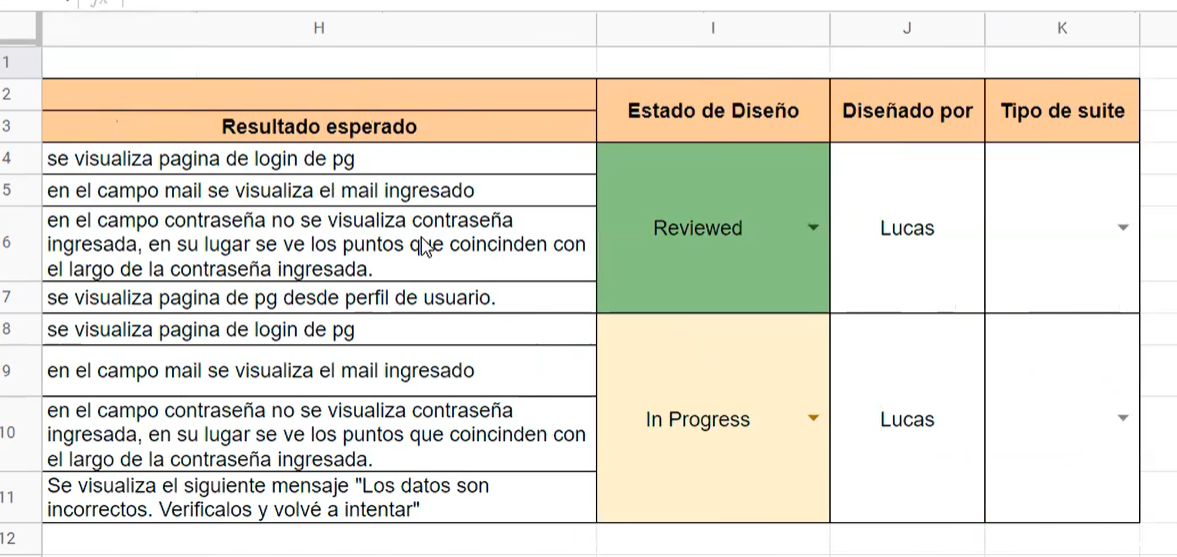 H I J K
1
2
Estado de Diseño Diseñado por Tipo de suite
3 Resultado esperado
4 se visualiza pagina de login de pg
5 en el campo mail se visualiza el mail ingresado
en el campo contraseña no se visualiza contraseña
6 ingresada, en su lugar se ve los puntos que coincinden con
el largo de la contraseña ingresada.
Reviewed Lucas
7 se visualiza pagina de pg desde perfil de usuario.
8 se visualiza pagina de login de pg
9 en el campo mail se visualiza el mail ingresado
en el campo contraseña no se visualiza contraseña
10 ingresada, en su lugar se ve los puntos que coincinden con
el largo de la contraseña ingresada.
In Progress Lucas
11 Se visualiza el siguiente mensaje "Los datos son
incorrectos. Verificalos y volvé a intentar"
12